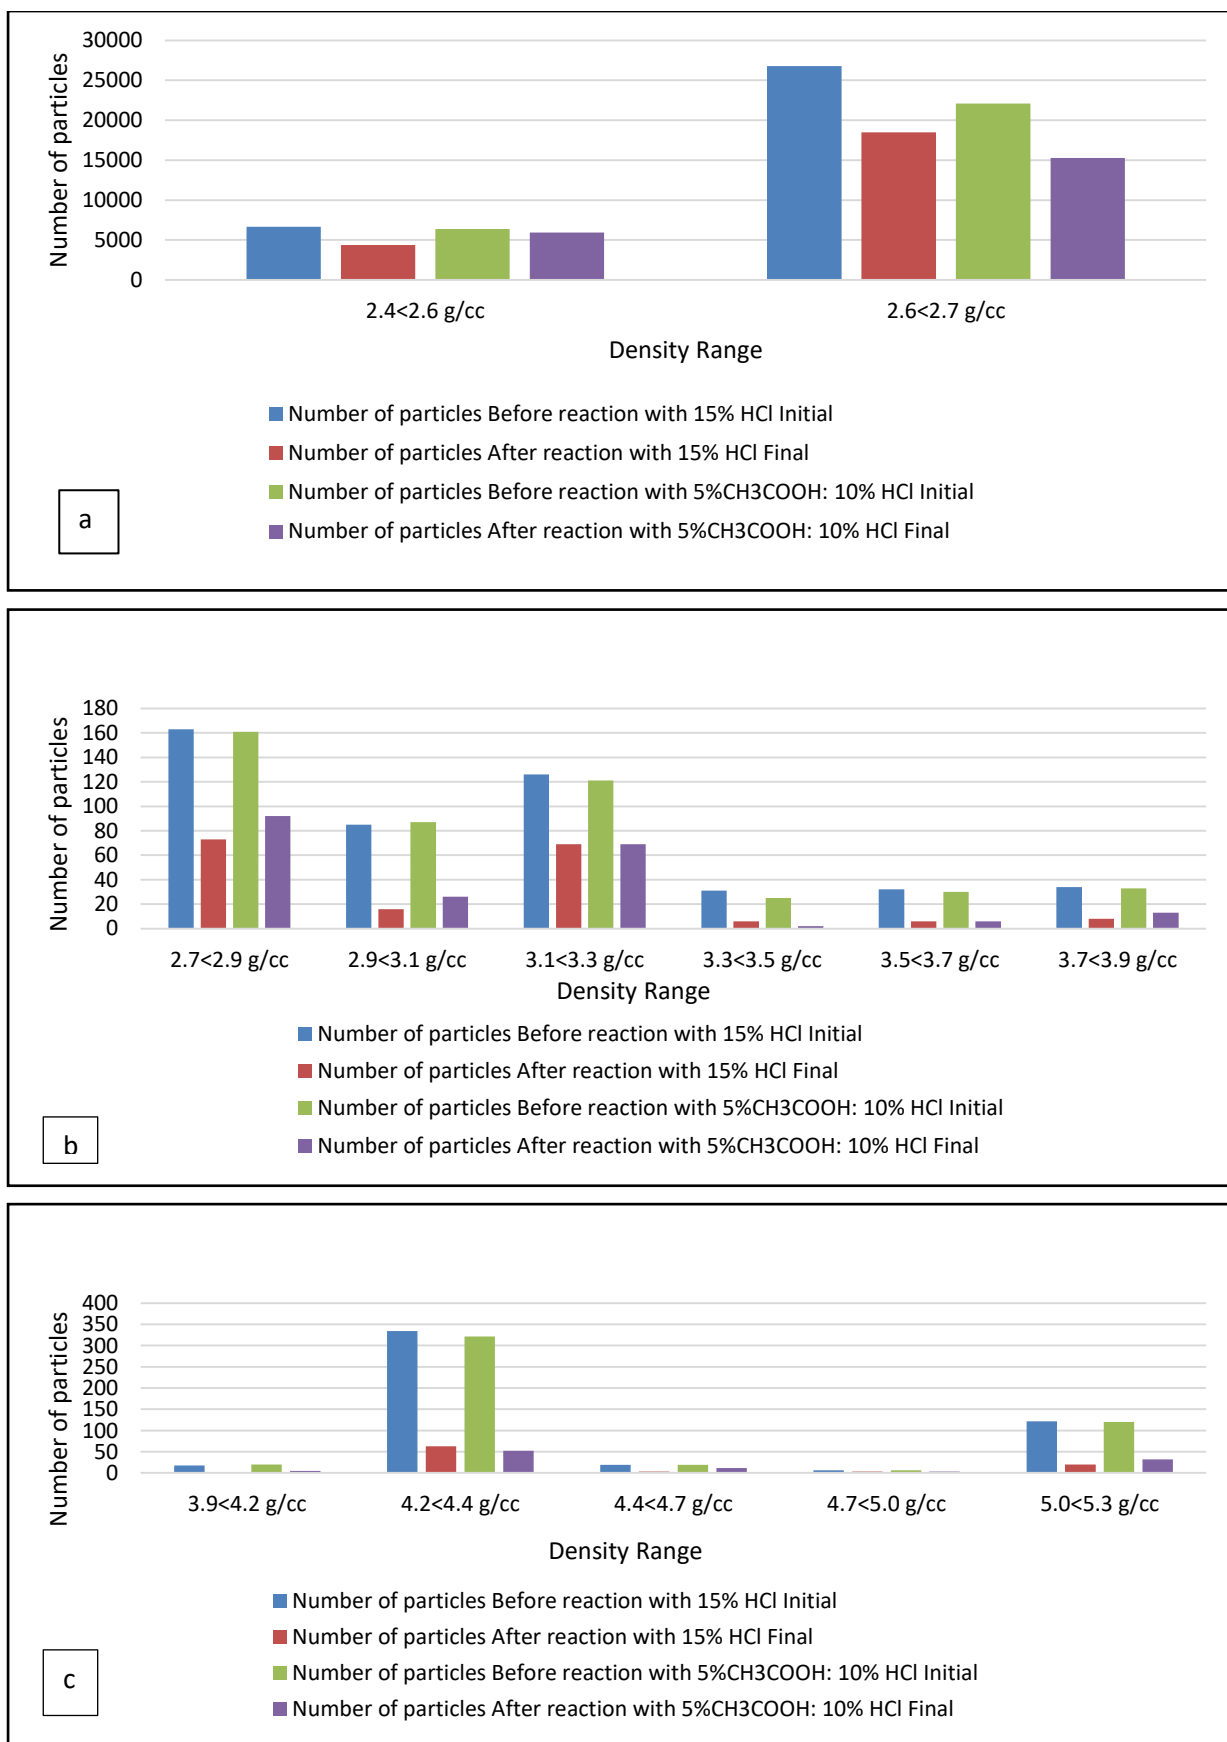 30000
25000
20000
15000
10000
5000
0
Number of particles
2.4<2.6 g/cc 2.6<2.7 g/cc
Density Range
Number of particles Before reaction with 15% HCl Initial
Number of particles After reaction with 15% HCl Final
Number of particles Before reaction with 5%CH3COOH: 10% HCl Initial
Number of particles After reaction with 5%CH3COOH: 10% HCl Final
a
180
160
140
120
100
80
60
40
20
0
Number of particles
2.7<2.9 g/cc 2.9<3.1 g/cc 3.1<3.3 g/cc 3.3<3.5 g/cc 3.5<3.7 g/cc 3.7<3.9 g/cc
Density Range
Number of particles Before reaction with 15% HCl Initial
Number of particles After reaction with 15% HCl Final
Number of particles Before reaction with 5%CH3COOH: 10% HCl Initial
Number of particles After reaction with 5%CH3COOH: 10% HCl Final
b
400
350
300
250
200
150
100
50
0
Number of particles
3.9<4.2 g/cc 4.2<4.4 g/cc 4.4<4.7 g/cc 4.7<5.0 g/cc 5.0<5.3 g/cc
Density Range
Number of particles Before reaction with 15% HCl Initial
Number of particles After reaction with 15% HCl Final
Number of particles Before reaction with 5%CH3COOH: 10% HCl Initial
Number of particles After reaction with 5%CH3COOH: 10% HCl Final
c